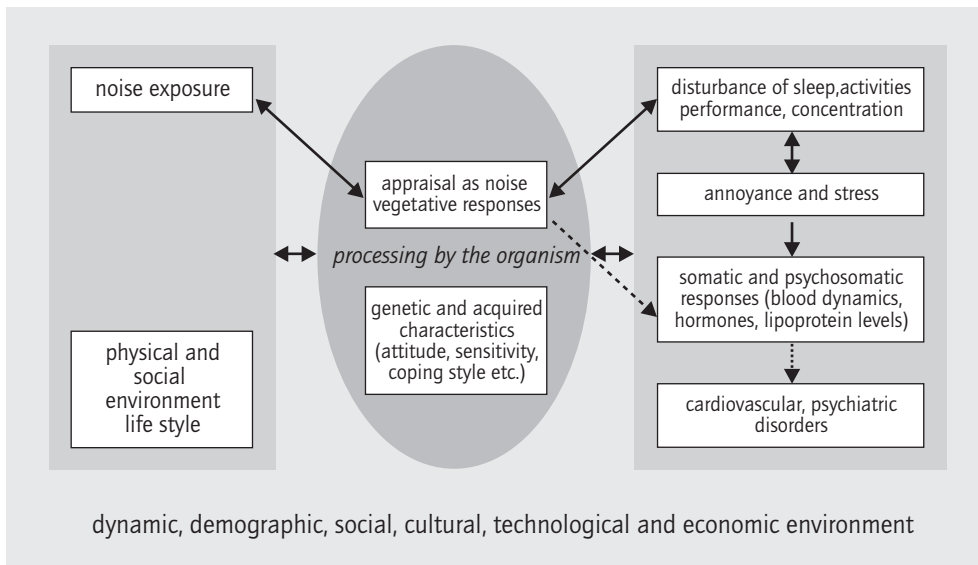 noise exposure
physical and
social
environment
life style
appraisal as noise
vegetative responses
processing by the organism
genetic and acquired
characteristics
(attitude, sensitivity,
coping style etc.)
disturbance of sleep,activities
performance, concentration
annoyance and stress
somatic and psychosomatic
responses (blood dynamics,
hormones, lipoprotein levels)
cardiovascular, psychiatric
disorders
dynamic, demographic, social, cultural, technological and economic environment